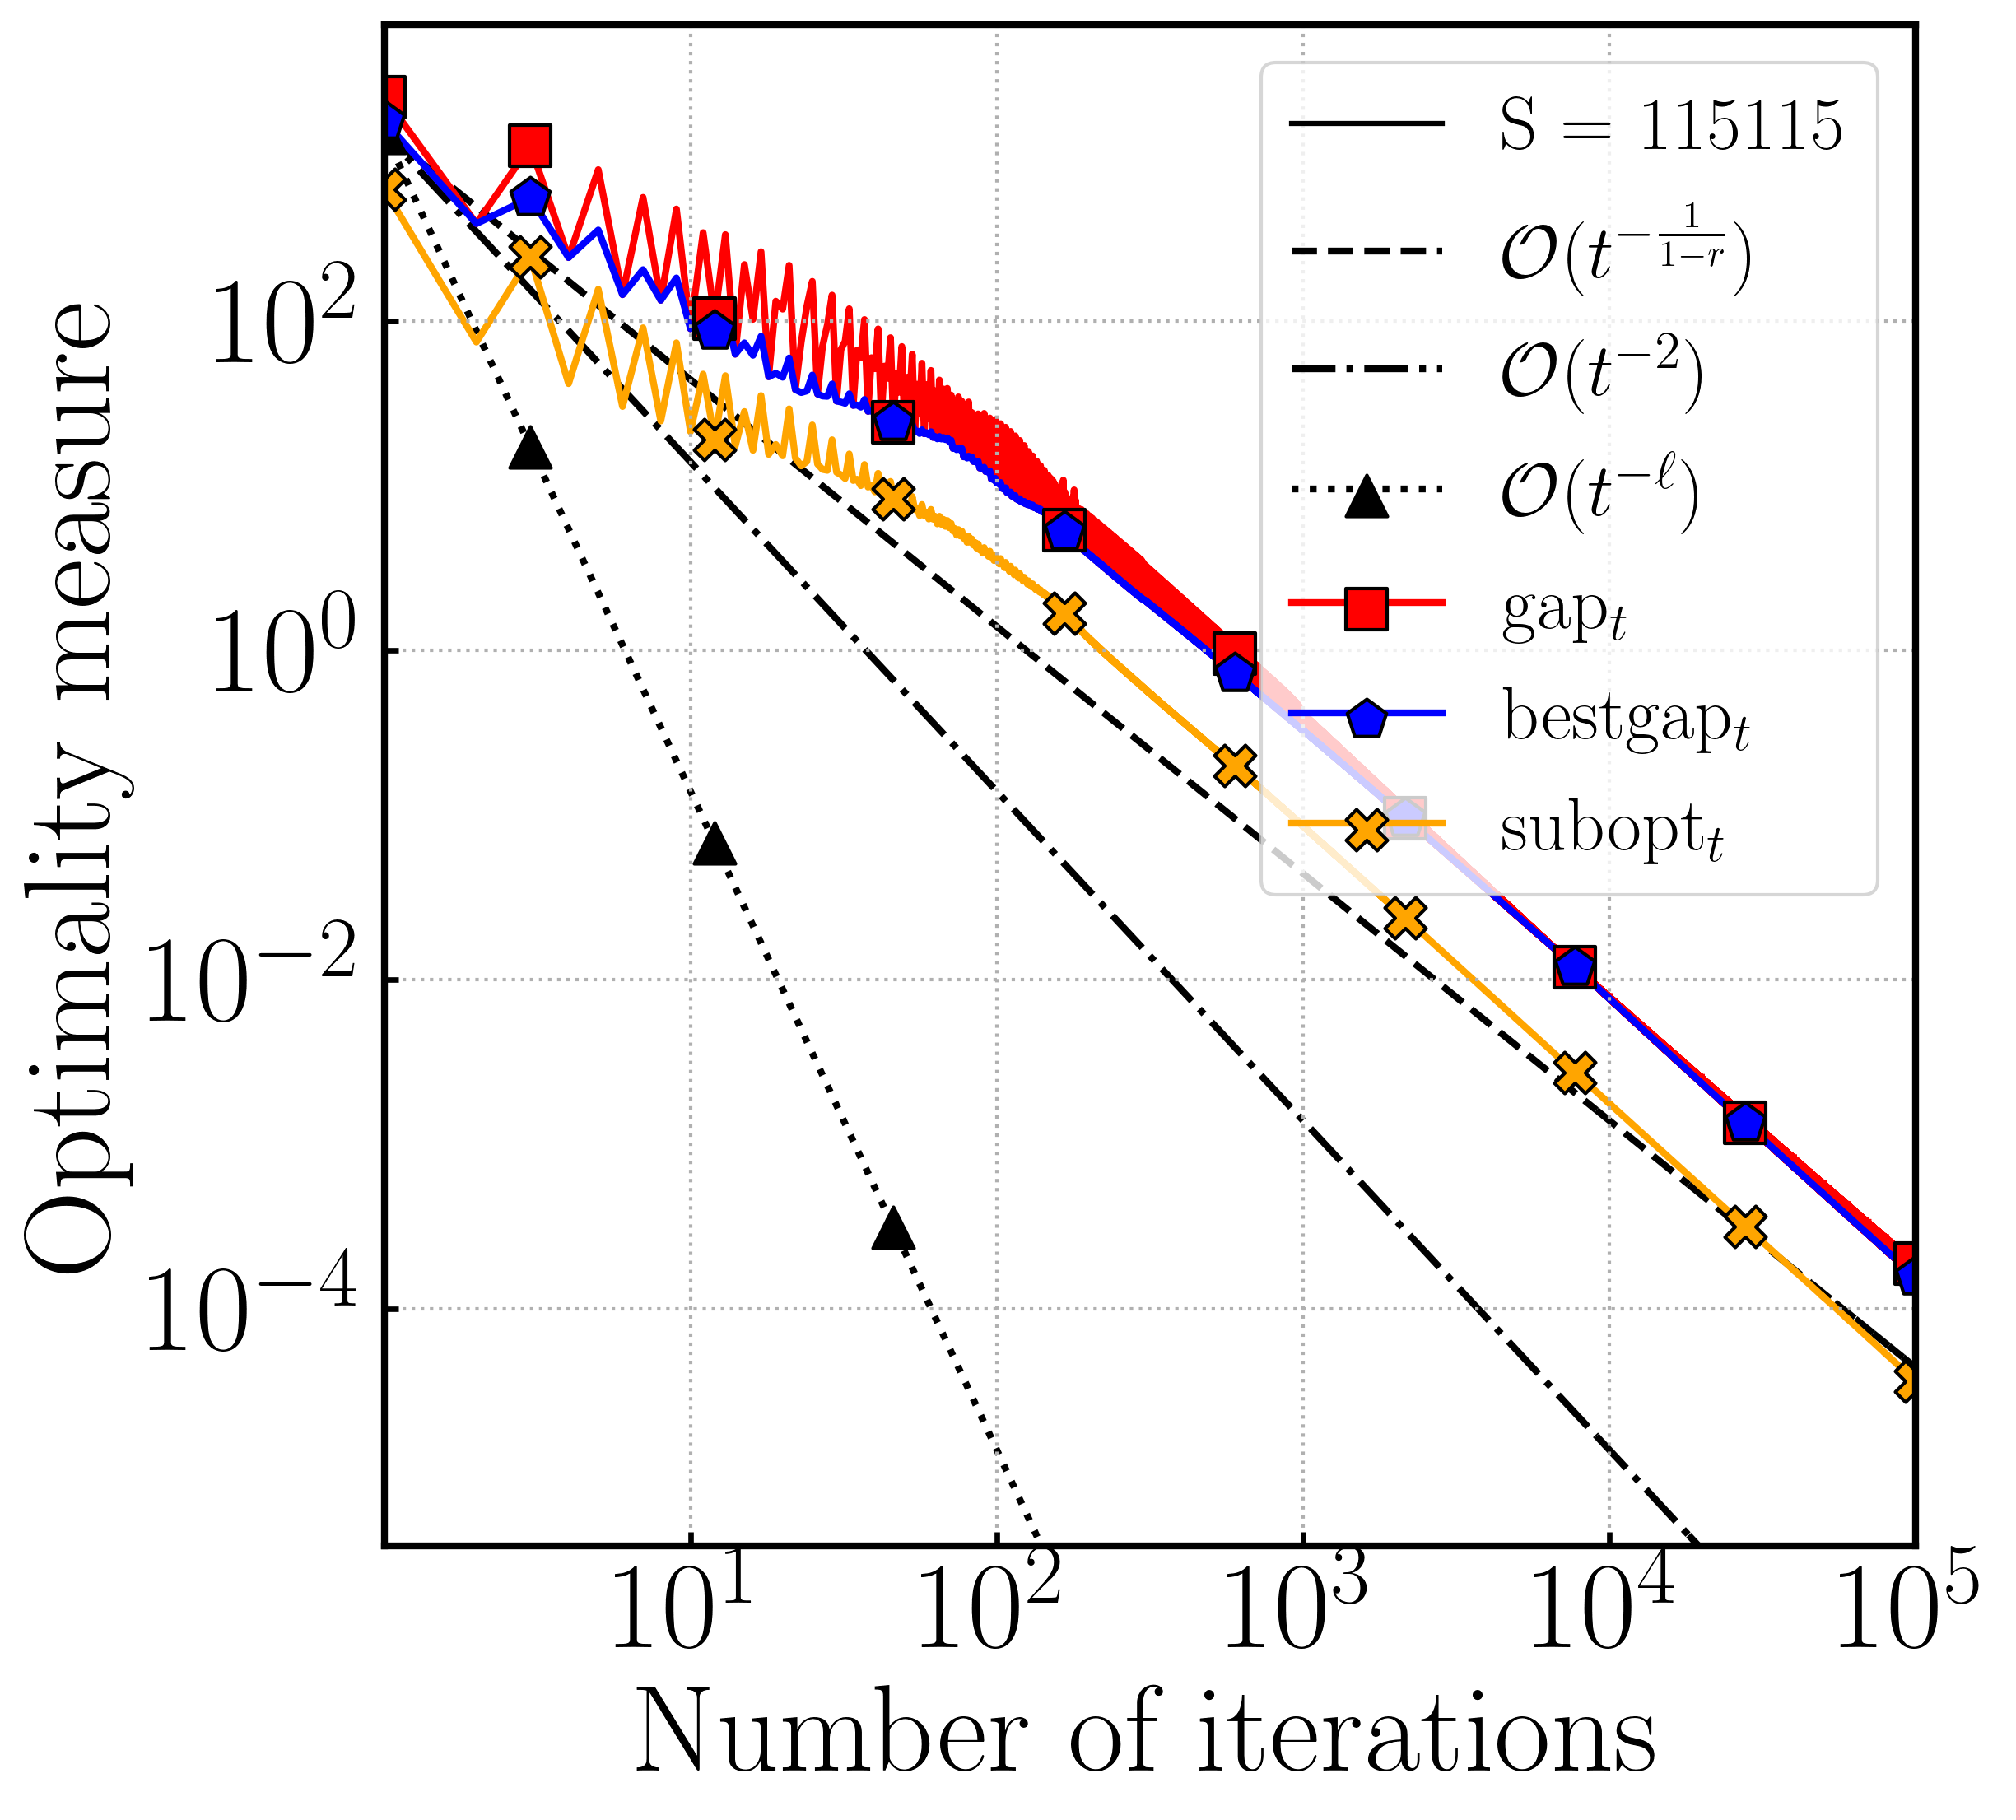 S = 115115
𝒪(t^{-\frac{1}{1-r}})
𝒪(t^{-2})
𝒪(t^{-ℓ})
gap_t
bestgap_t
subopt_t
Optimality measure
10^2
10^0
10^{-2}
10^{-4}
10^1 10^2 10^3 10^4 10^5
Number of iterations